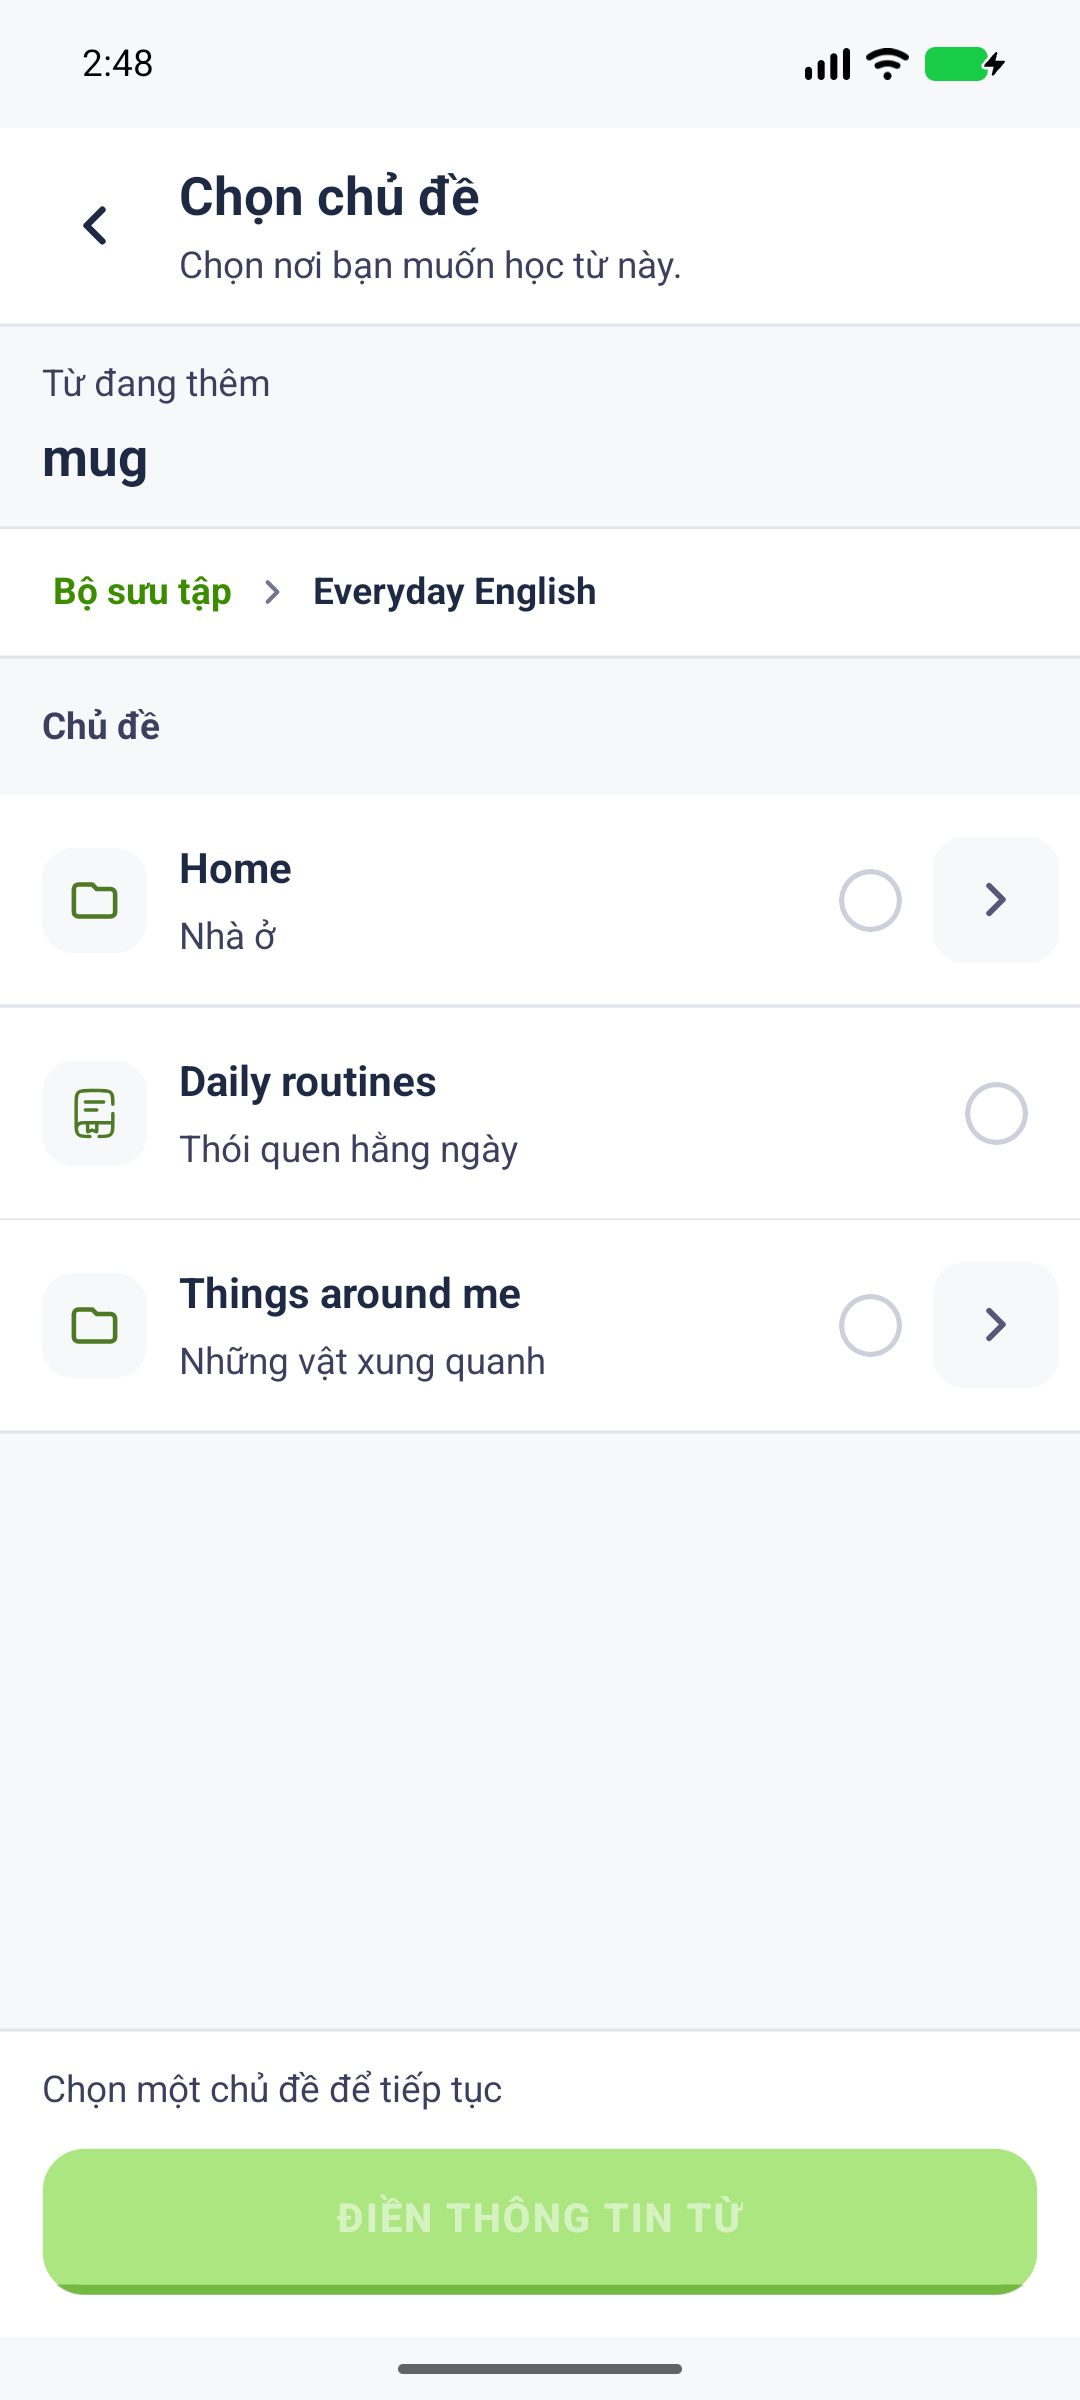 2:48
Chọn chủ đề
Chọn nơi bạn muốn học từ này.
Từ đang thêm
mug
Bộ sưu tập > Everyday English
Chủ đề
Home
Nhà ở
Daily routines
Thói quen hằng ngày
Things around me
Những vật xung quanh
Chọn một chủ đề để tiếp tục
ĐIỀN THÔNG TIN TỪ